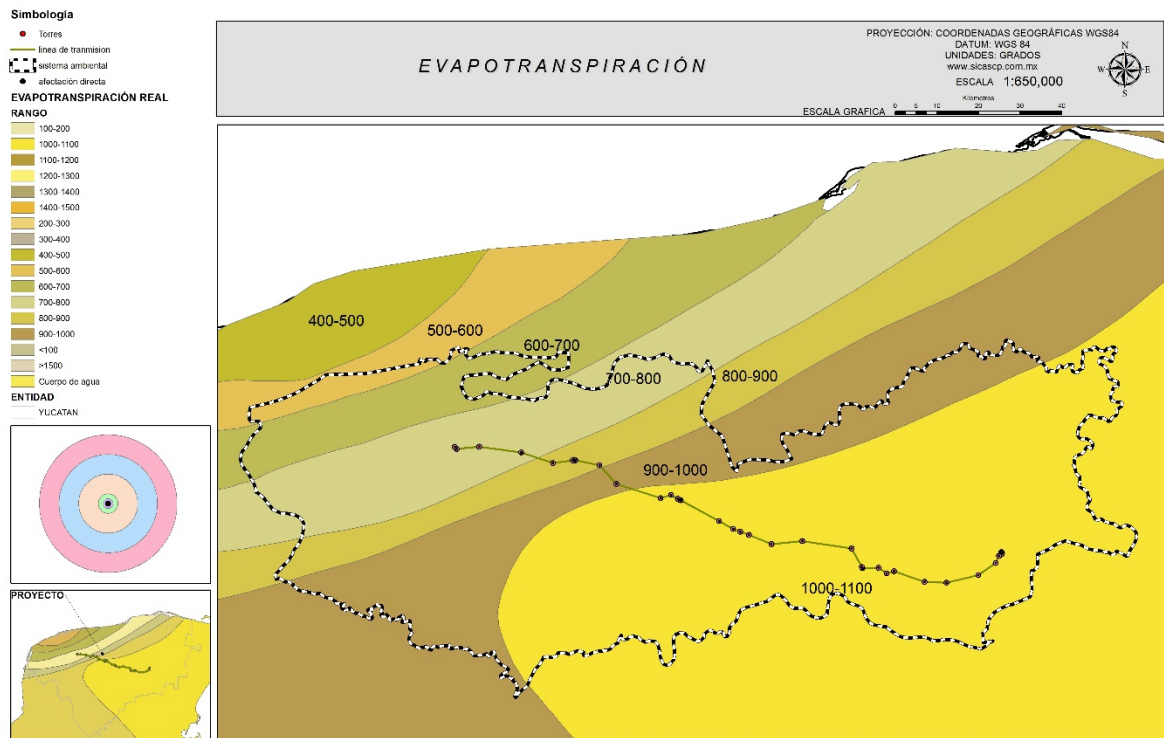 Simbología
Torres
linea de tranmision
sistema ambiental
afectación directa
EVAPOTRANSPIRACIÓN REAL
RANGO
100-200
1000-1100
1100-1200
1200-1300
1300-1400
1400-1500
200-300
300-400
400-500
500-600
600-700
700-800
800-900
900-1000
<100
>1500
Cuerpo de agua
ENTIDAD
YUCATAN
PROYECTO
EVAPOTRANSPIRACIÓN
PROYECCIÓN: COORDENADAS GEOGRÁFICAS WGS84
DATUM: WGS 84
UNIDADES: GRADOS
www.sicascp.com.mx
ESCALA 1:650,000
Kilometros
ESCALA GRAFICA 0 5 10 20 30 40
N
W E
S
400-500
500-600
600-700
700-800
800-900
900-1000
1000-1100